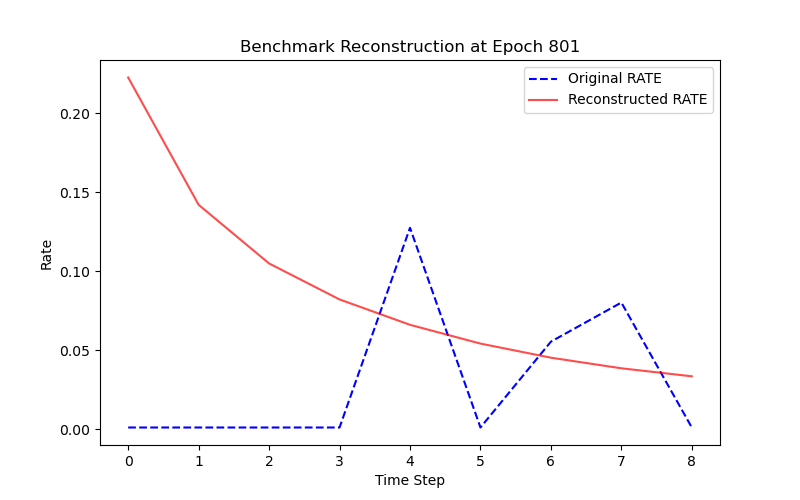 Benchmark Reconstruction at Epoch 801
Original RATE
Reconstructed RATE
0.20
0.15
0.10
0.05
0.00
Rate
0 1 2 3 4 5 6 7 8
Time Step